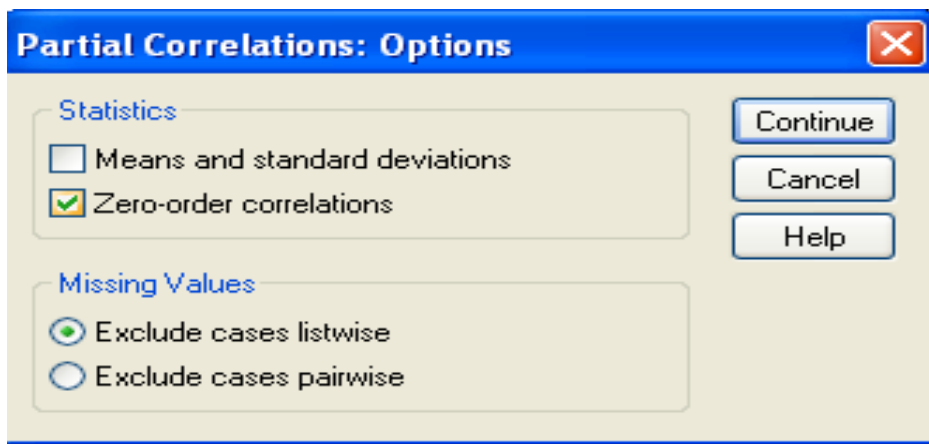 Partial Correlations: Options
Statistics
Means and standard deviations
Zero-order correlations
Missing Values
Exclude cases listwise
Exclude cases pairwise
Continue
Cancel
Help